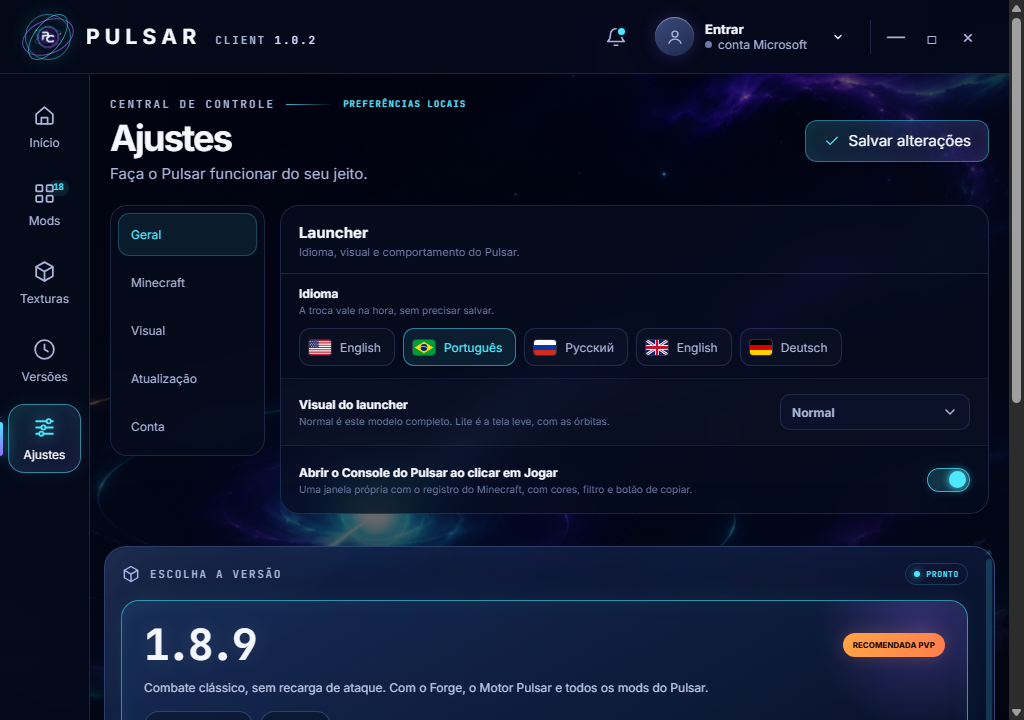 PULSAR CLIENT 1.0.2
Entrar
conta Microsoft
CENTRAL DE CONTROLE PREFERÊNCIAS LOCAIS
Ajustes
Faça o Pulsar funcionar do seu jeito.
Salvar alterações
Início
18
Mods
Texturas
Versões
Ajustes
Geral
Minecraft
Visual
Atualização
Conta
Launcher
Idioma, visual e comportamento do Pulsar.
Idioma
A troca vale na hora, sem precisar salvar.
English Português Русский English Deutsch
Visual do launcher
Normal é este modelo completo. Lite é a tela leve, com as órbitas.
Normal
Abrir o Console do Pulsar ao clicar em Jogar
Uma janela própria com o registro do Minecraft, com cores, filtro e botão de copiar.
ESCOLHA A VERSÃO
PRONTO
1.8.9
RECOMENDADA PVP
Combate clássico, sem recarga de ataque. Com o Forge, o Motor Pulsar e todos os mods do Pulsar.